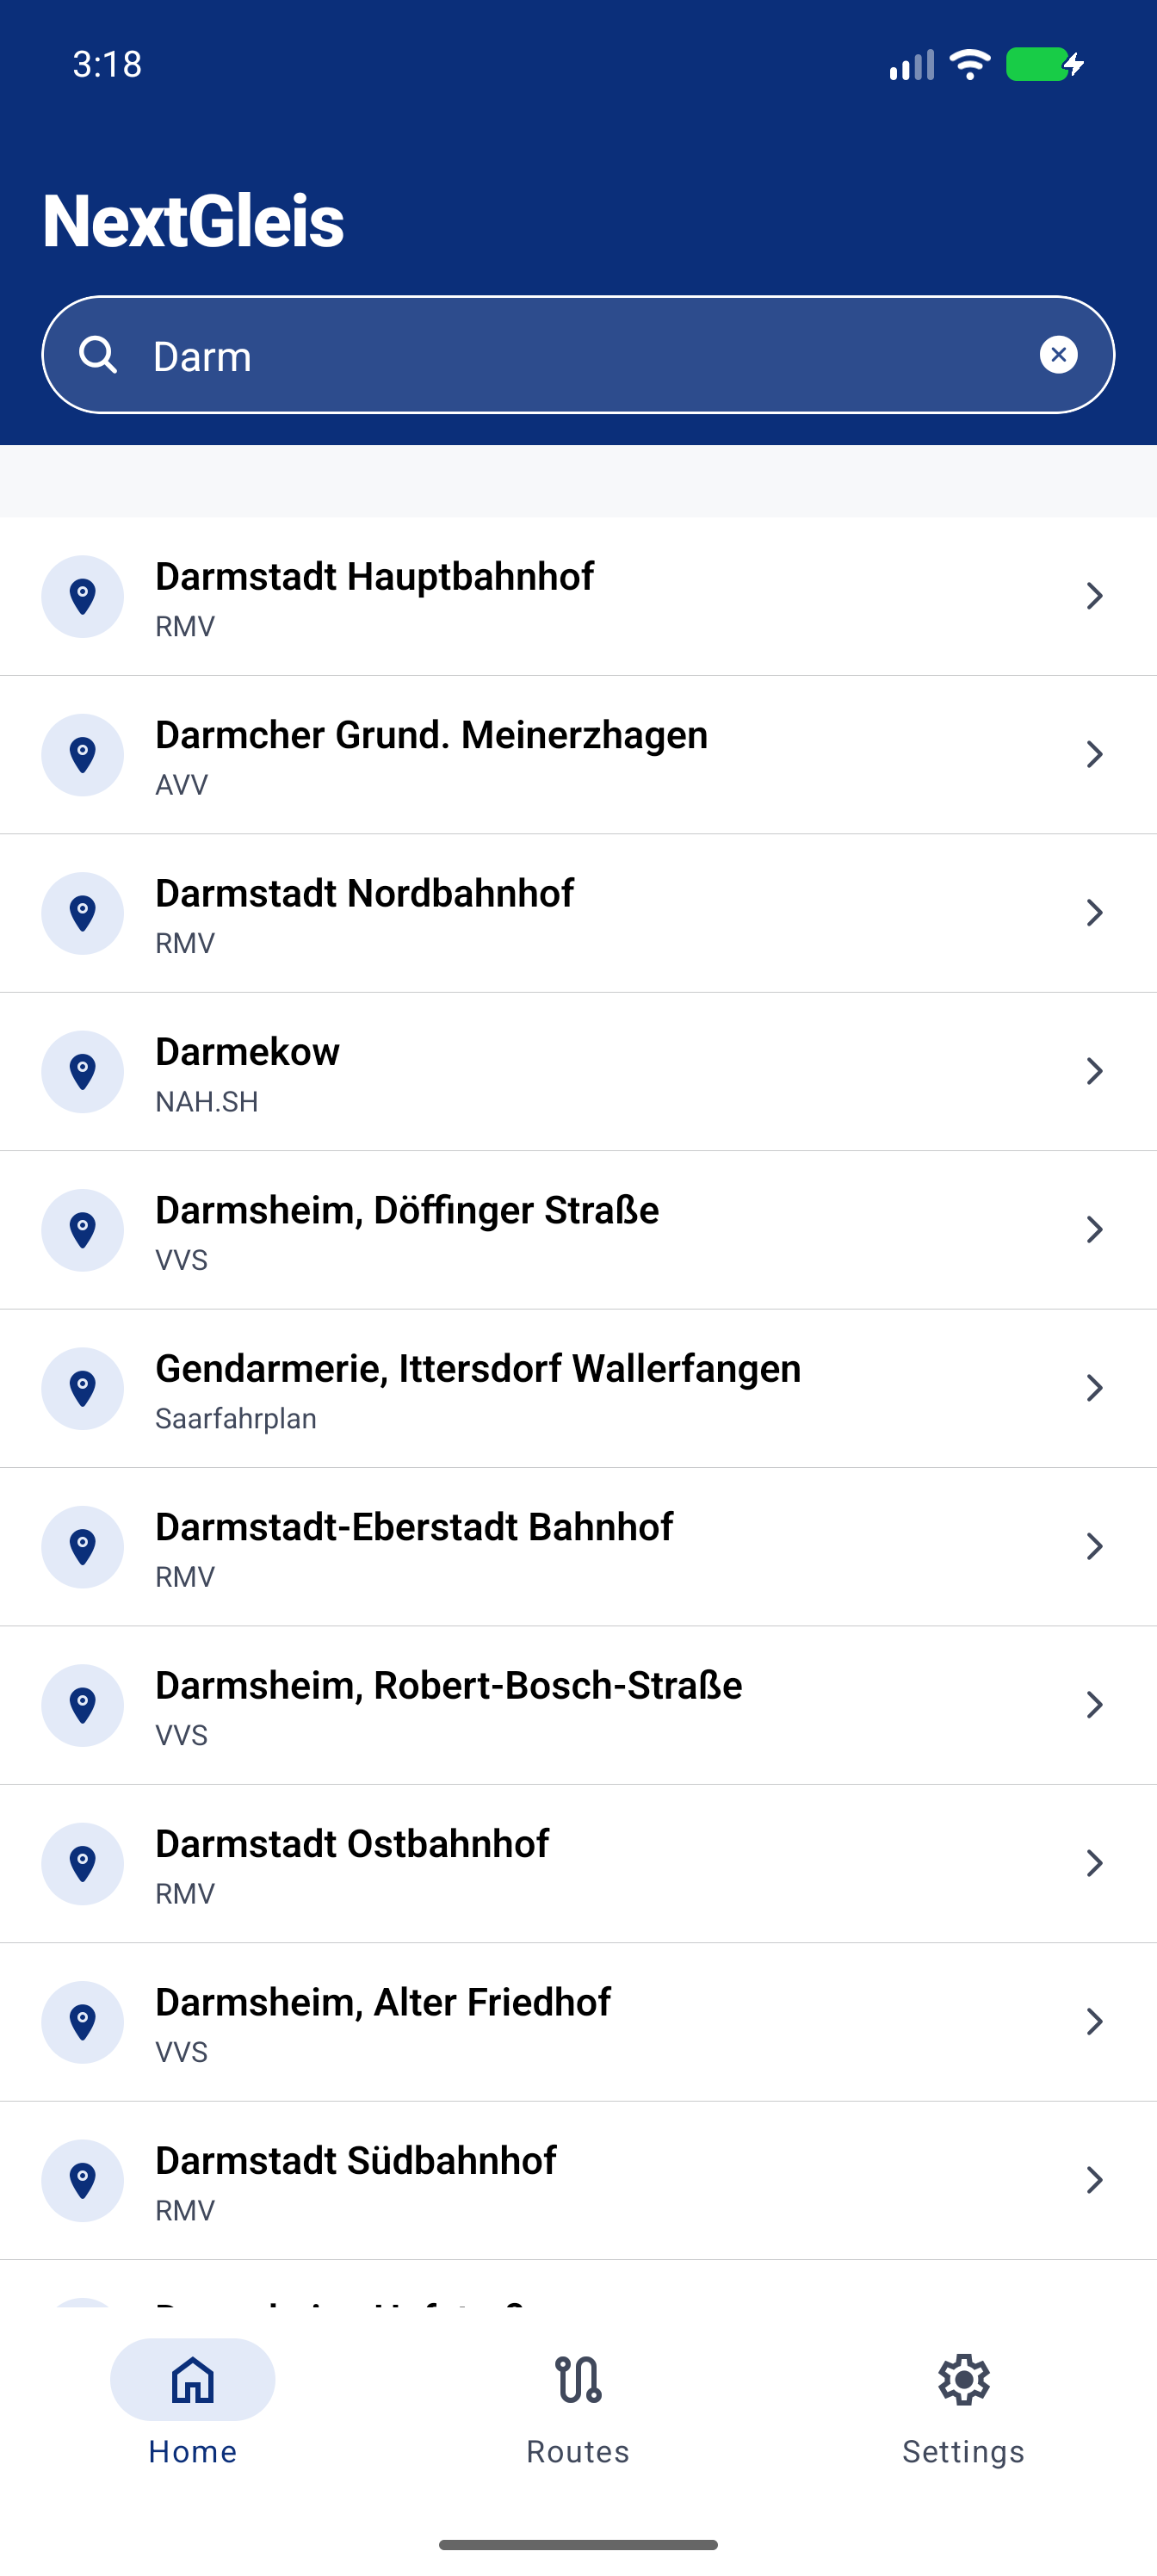 3:18
NextGleis
Darm
Darmstadt Hauptbahnhof
RMV
Darmcher Grund. Meinerzhagen
AVV
Darmstadt Nordbahnhof
RMV
Darmekow
NAH.SH
Darmsheim, Döffinger Straße
VVS
Gendarmerie, Ittersdorf Wallerfangen
Saarfahrplan
Darmstadt-Eberstadt Bahnhof
RMV
Darmsheim, Robert-Bosch-Straße
VVS
Darmstadt Ostbahnhof
RMV
Darmsheim, Alter Friedhof
VVS
Darmstadt Südbahnhof
RMV
Home
Routes
Settings